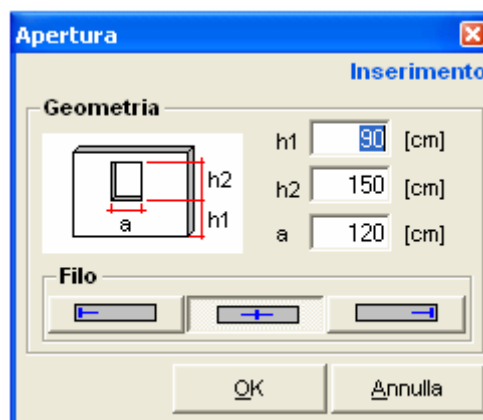 Apertura
Inserimento
Geometria
h1 90 [cm]
h2 150 [cm]
a 120 [cm]
h2
h1
a
Filo
OK Annulla